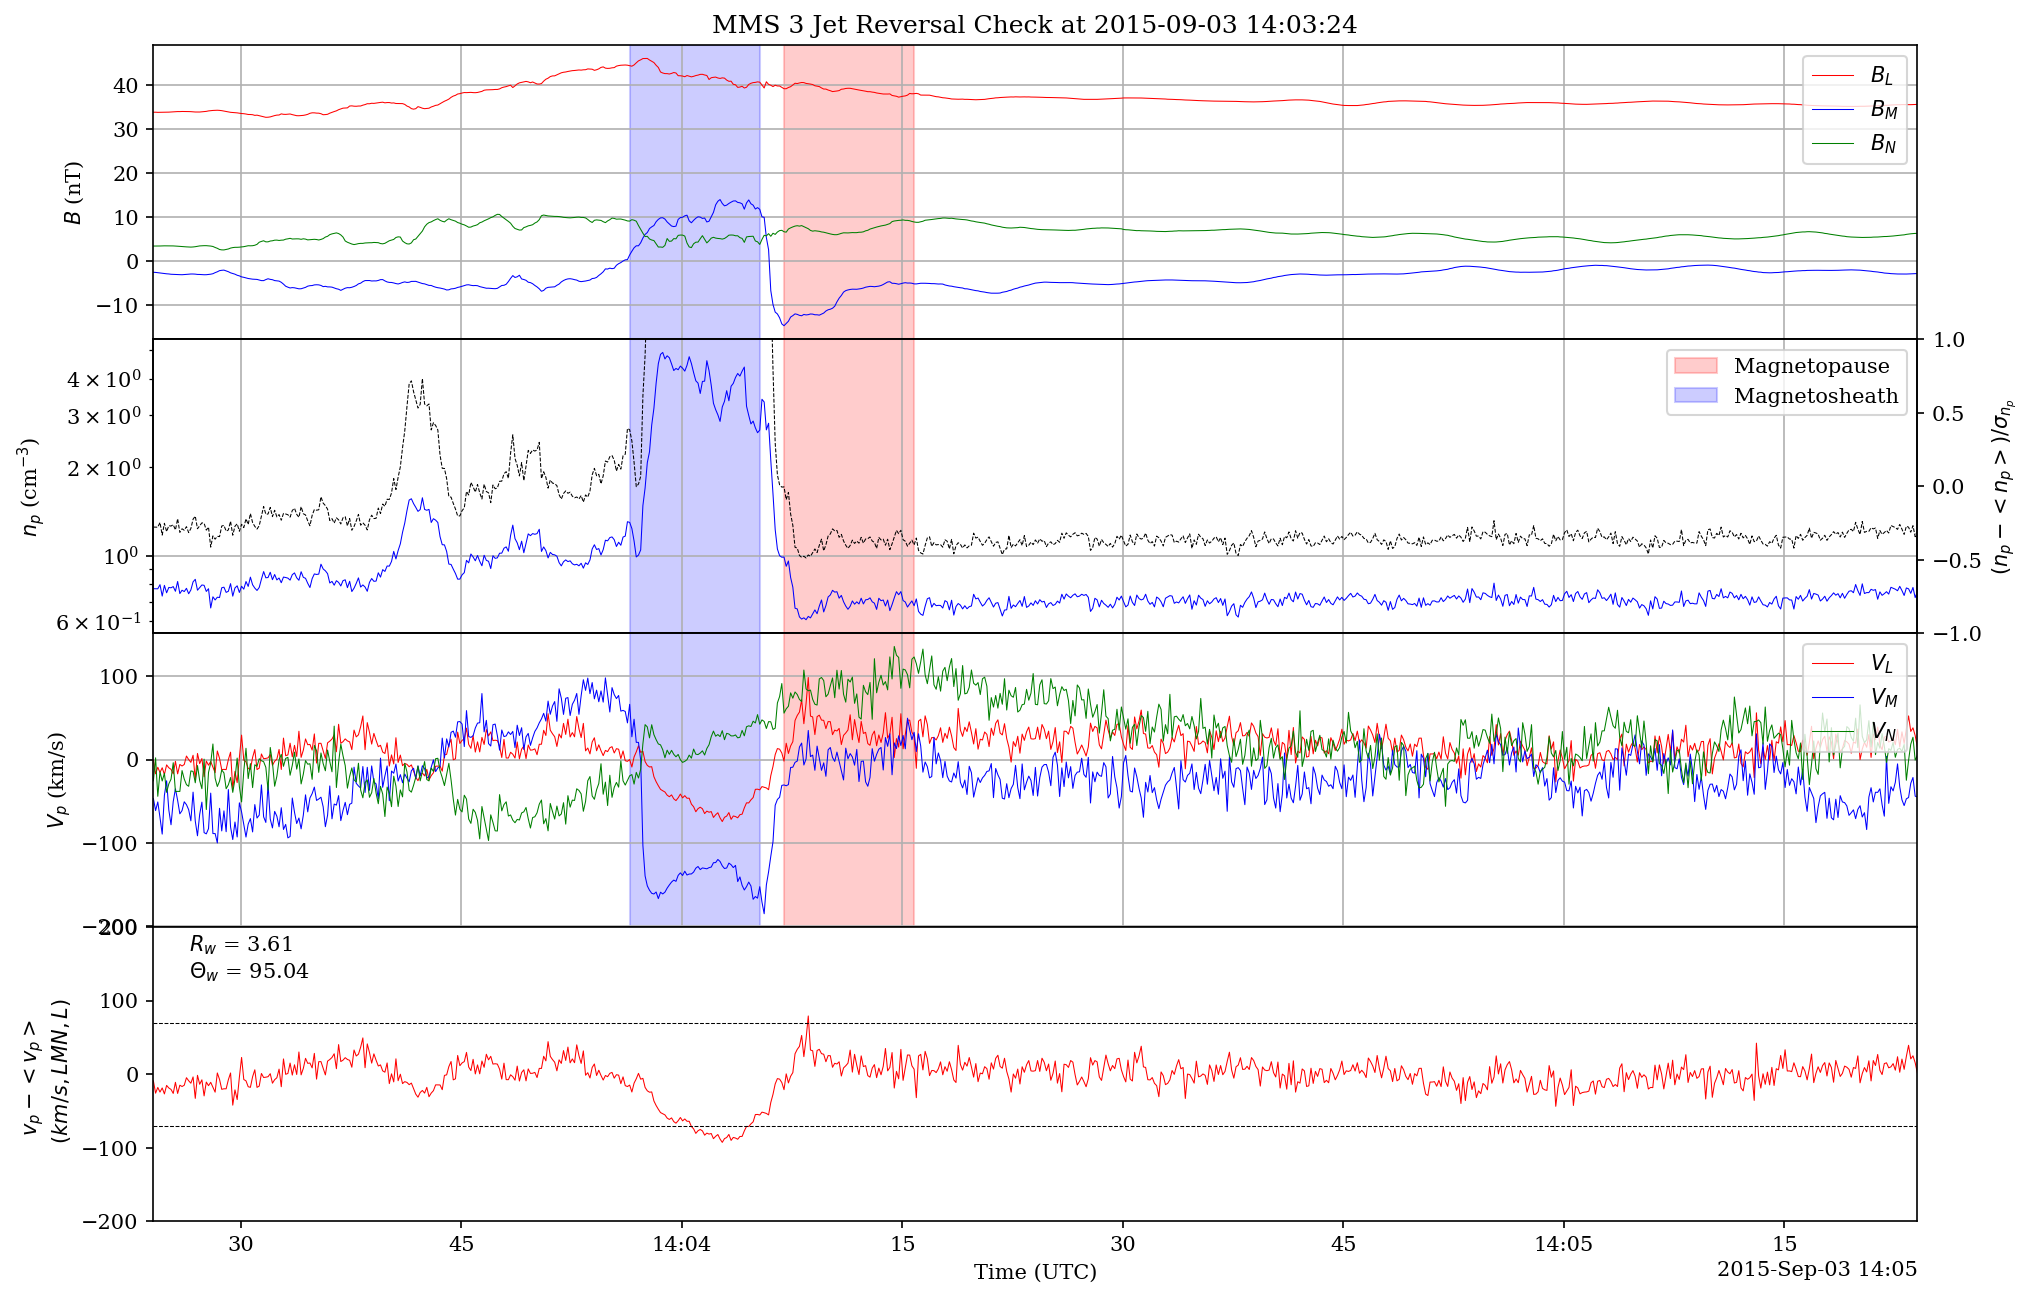 MMS 3 Jet Reversal Check at 2015-09-03 14:03:24
B (nT)
40
30
20
10
0
−10
B_L
B_M
B_N
n_p (cm^{−3})
4 × 10^0
3 × 10^0
2 × 10^0
10^0
6 × 10^{−1}
Magnetopause
Magnetosheath
1.0
0.5
0.0
−0.5
−1.0
(n_p − < n_p >)/σ_{n_p}
V_p (km/s)
100
0
−100
−200
V_L
V_M
V_N
v_p − < v_p >
(km/s, LMN, L)
200
100
0
−100
−200
R_w = 3.61
Θ_w = 95.04
30
45
14:04
15
30
45
14:05
15
Time (UTC)
2015-Sep-03 14:05